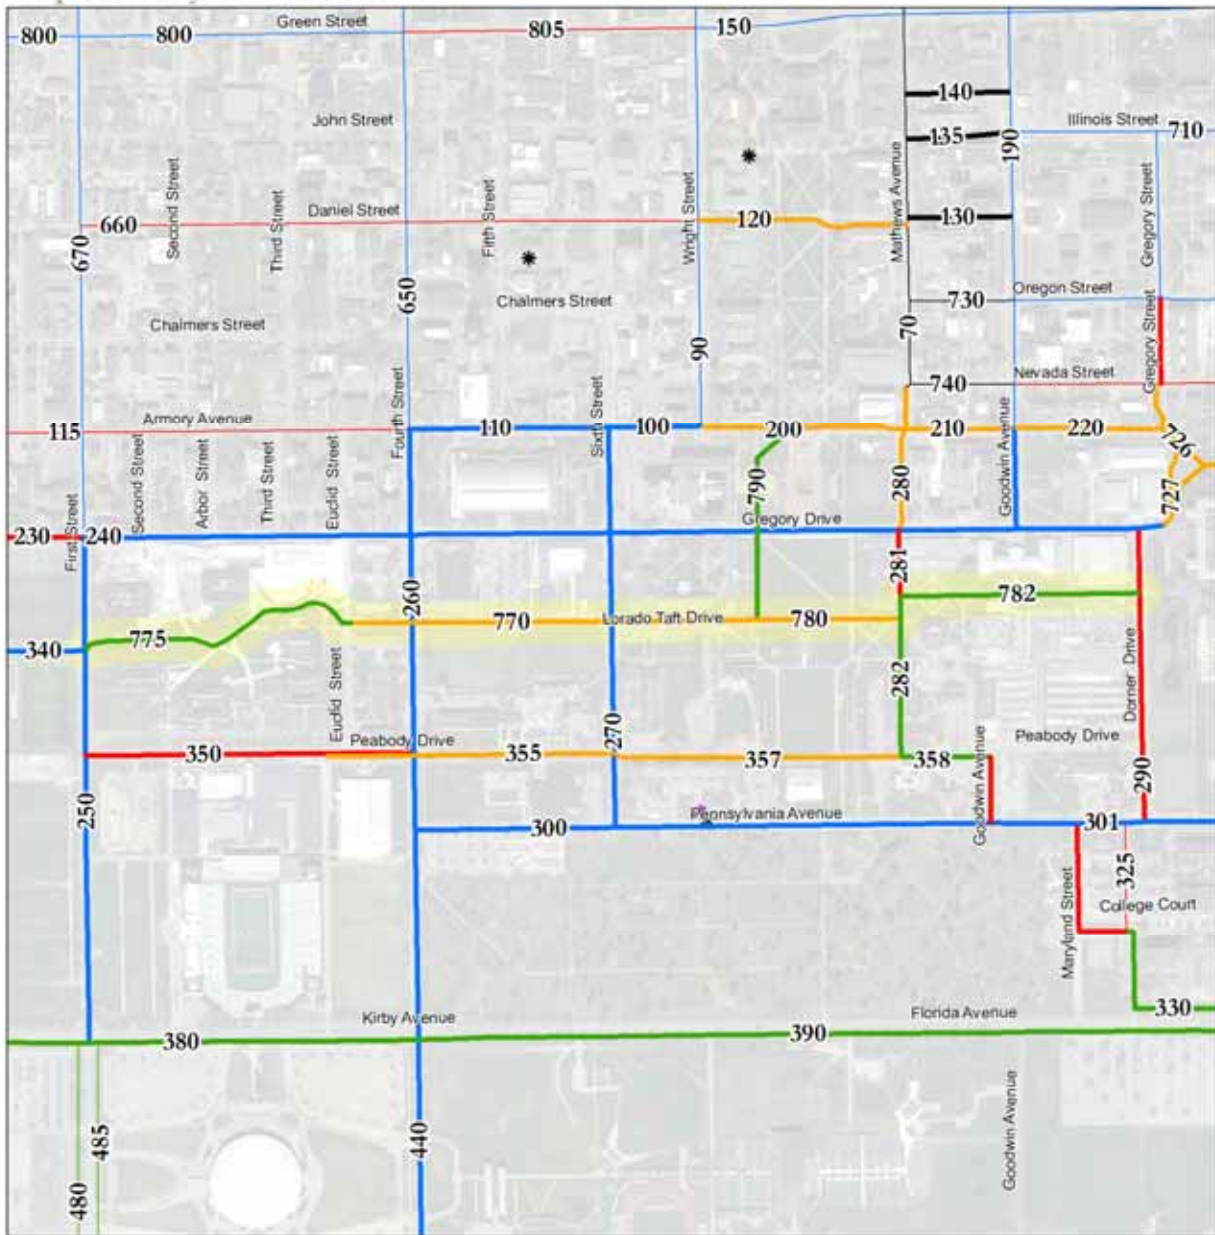 Green Street
800
800
805
150
140
John Street
135
Illinois Street
710
190
Mathews Avenue
Second Street
Third Street
Daniel Street
660
Fifth Street
Wright Street
120
130
Gregory Street
670
650
Chalmers Street
Chalmers Street
730
Oregon Street
70
90
Gregory Street
740
Nevada Street
Fourth Street
Sixth Street
Goodwin Avenue
Armory Avenue
115
110
100
200
210
220
726
Second Street
Arbor Street
Third Street
Euclid Street
790
280
727
First Street
230
240
Gregory Drive
281
260
782
775
770
Lorado Taft Drive
780
340
282
Dorner Drive
Euclid Street
270
Peabody Drive
Peabody Drive
350
355
357
358
290
250
Goodwin Avenue
Pennsylvania Avenue
300
301
325
Maryland Street
College Court
330
Kirby Avenue
Florida Avenue
380
390
Goodwin Avenue
485
440
480